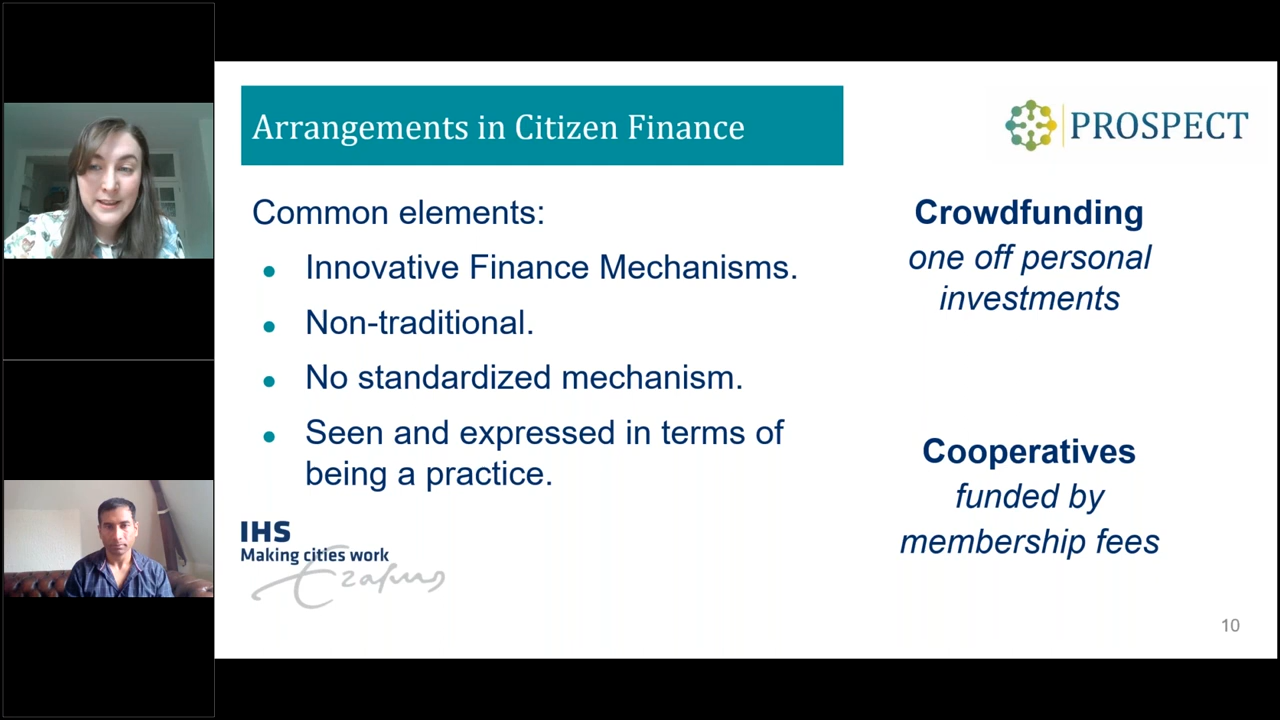 Arrangements in Citizen Finance
PROSPECT
Common elements:
● Innovative Finance Mechanisms.
● Non-traditional.
● No standardized mechanism.
● Seen and expressed in terms of
being a practice.
Crowdfunding
one off personal
investments
Cooperatives
funded by
membership fees
IHS
Making cities work
Erasmus
10